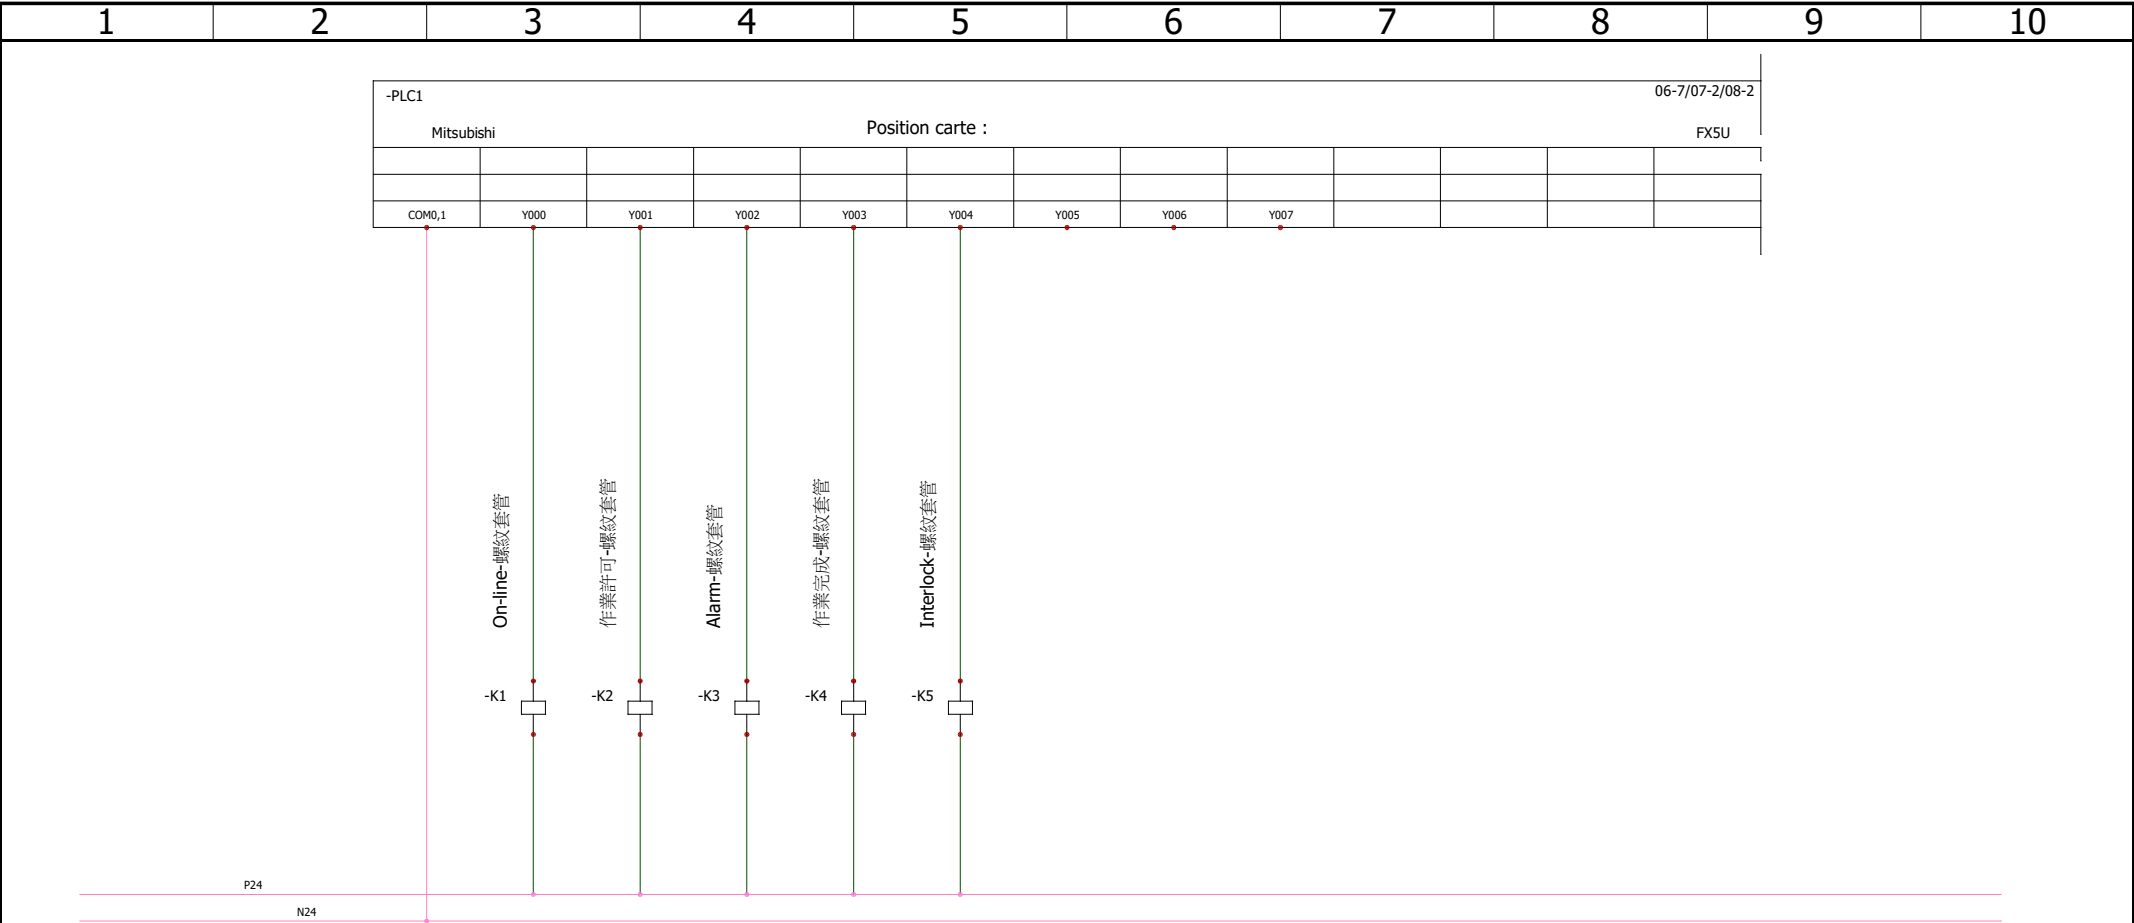 1 2 3 4 5 6 7 8 9 10
-PLC1 06-7/07-2/08-2
Mitsubishi Position carte : FX5U
COM0,1 Y000 Y001 Y002 Y003 Y004 Y005 Y006 Y007
On-line-螺紋套管
作業許可-螺紋套管
Alarm-螺紋套管
作業完成-螺紋套管
Interlock-螺紋套管
-K1 -K2 -K3 -K4 -K5
P24
N24